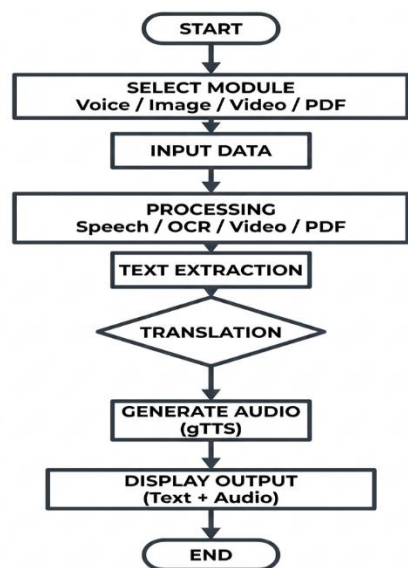 START
SELECT MODULE
Voice / Image / Video / PDF
INPUT DATA
PROCESSING
Speech / OCR / Video / PDF
TEXT EXTRACTION
TRANSLATION
GENERATE AUDIO
(gTTS)
DISPLAY OUTPUT
(Text + Audio)
END